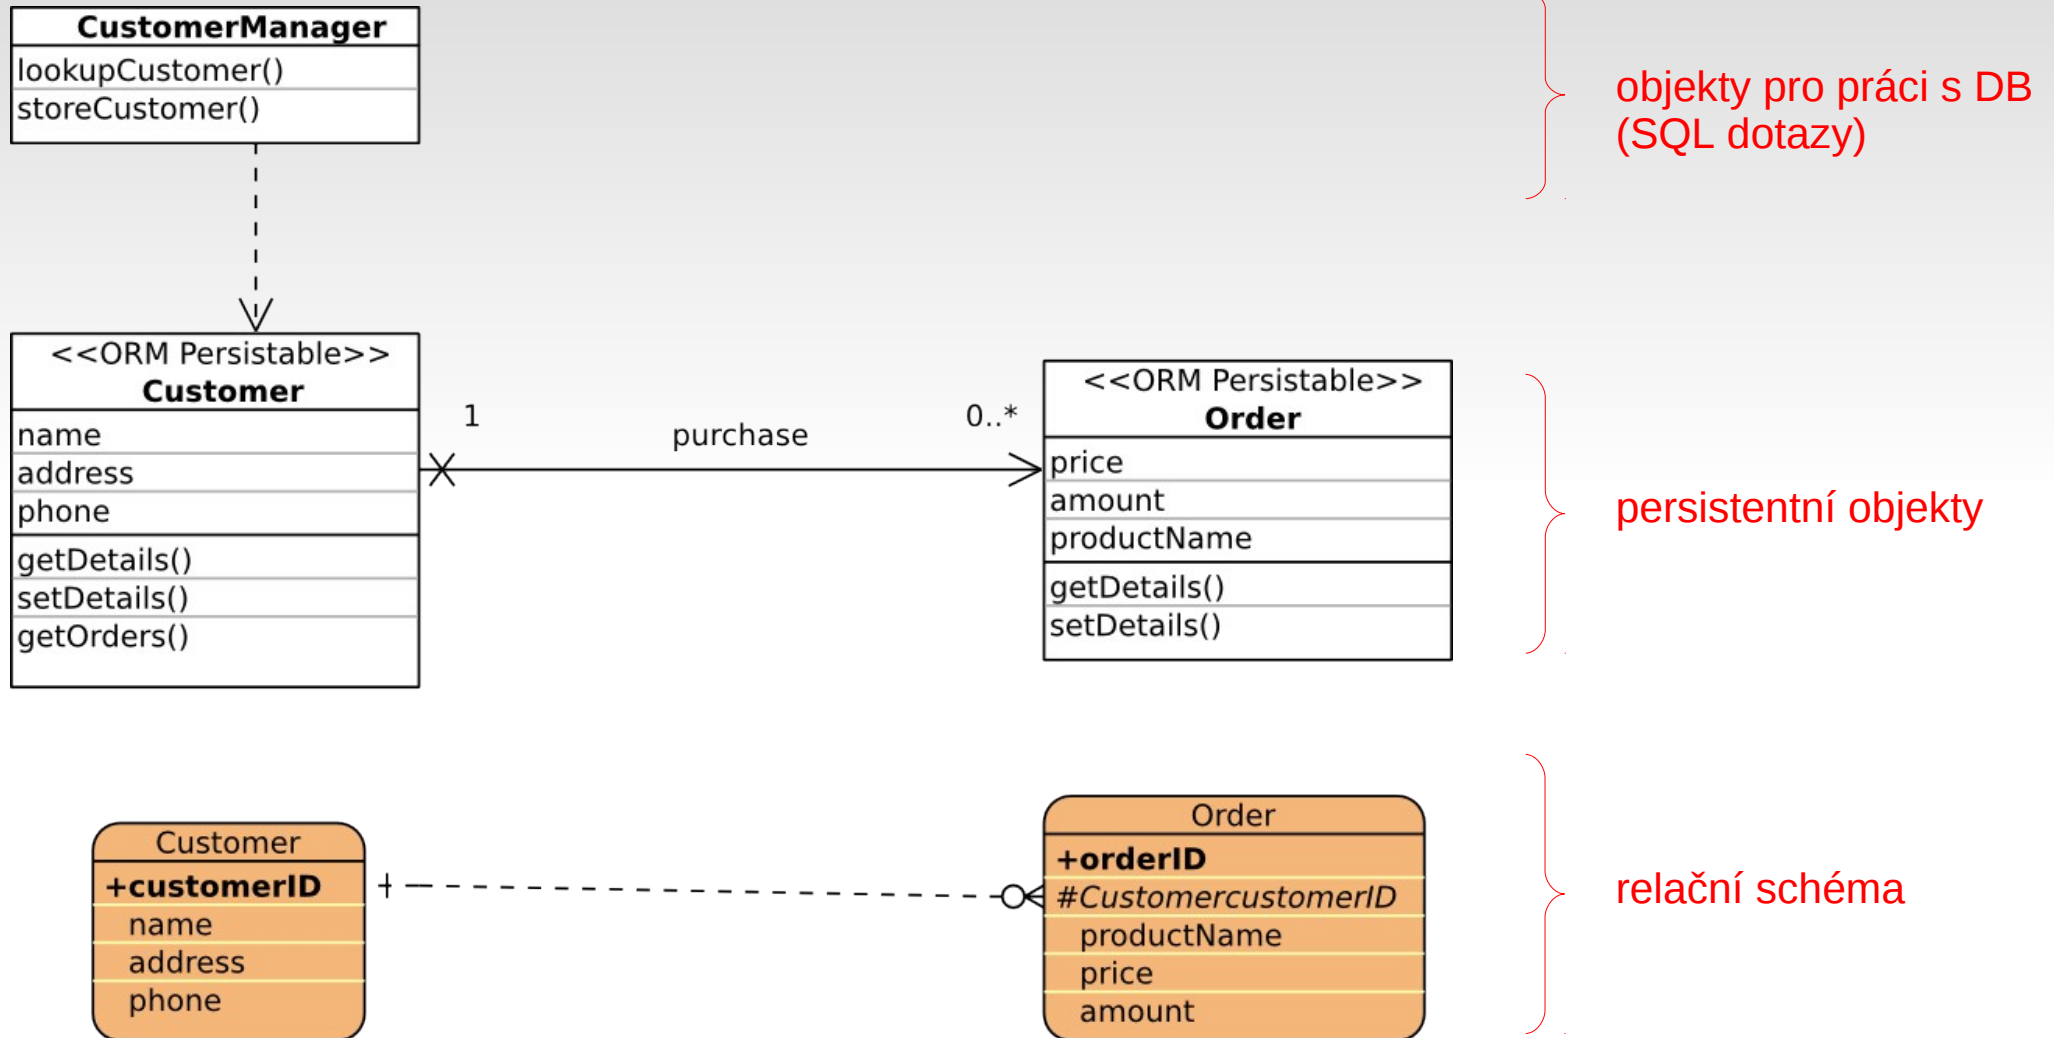 CustomerManager
lookupCustomer()
storeCustomer()
objekty pro práci s DB
(SQL dotazy)
<<ORM Persistable>>
Customer
name
address
phone
getDetails()
setDetails()
getOrders()
1
purchase
0..*
<<ORM Persistable>>
Order
price
amount
productName
getDetails()
setDetails()
persistentní objekty
Customer
+customerID
name
address
phone
Order
+orderID
#CustomercustomerID
productName
price
amount
relační schéma